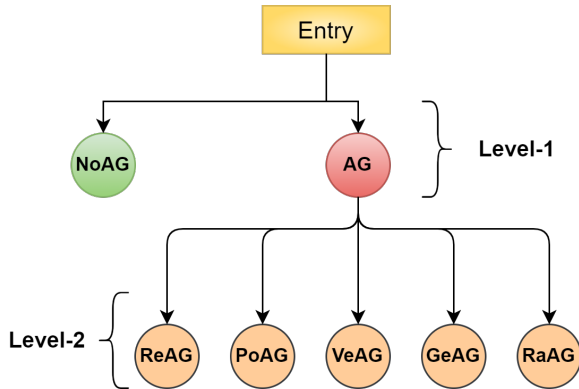 Entry
NoAG
AG
Level-1
Level-2
ReAG
PoAG
VeAG
GeAG
RaAG